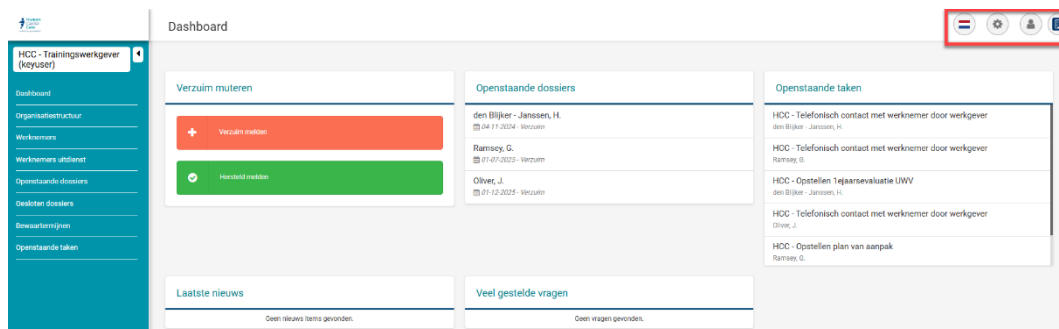 Human
Capital
Care
Dashboard
HCC - Trainingswerkgever
(keyuser)
Dashboard
Organisatiestructuur
Werknemers
Werknemers uitdienst
Openstaande dossiers
Gesloten dossiers
Bewaartermijnen
Openstaande taken
Verzuim muteren
Verzuim melden
Hersteld melden
Openstaande dossiers
den Blijker - Janssen, H.
04-11-2024 - Verzuim
Ramsey, G.
01-07-2025 - Verzuim
Oliver, J.
01-12-2025 - Verzuim
Openstaande taken
HCC - Telefonisch contact met werknemer door werkgever
den Blijker - Janssen, H.
HCC - Telefonisch contact met werknemer door werkgever
Ramsey, G.
HCC - Opstellen 1ejaarsevaluatie UWV
den Blijker - Janssen, H.
HCC - Telefonisch contact met werknemer door werkgever
Oliver, J.
HCC - Opstellen plan van aanpak
Ramsey, G.
Laatste nieuws
Geen nieuws items gevonden.
Veel gestelde vragen
Geen vragen gevonden.